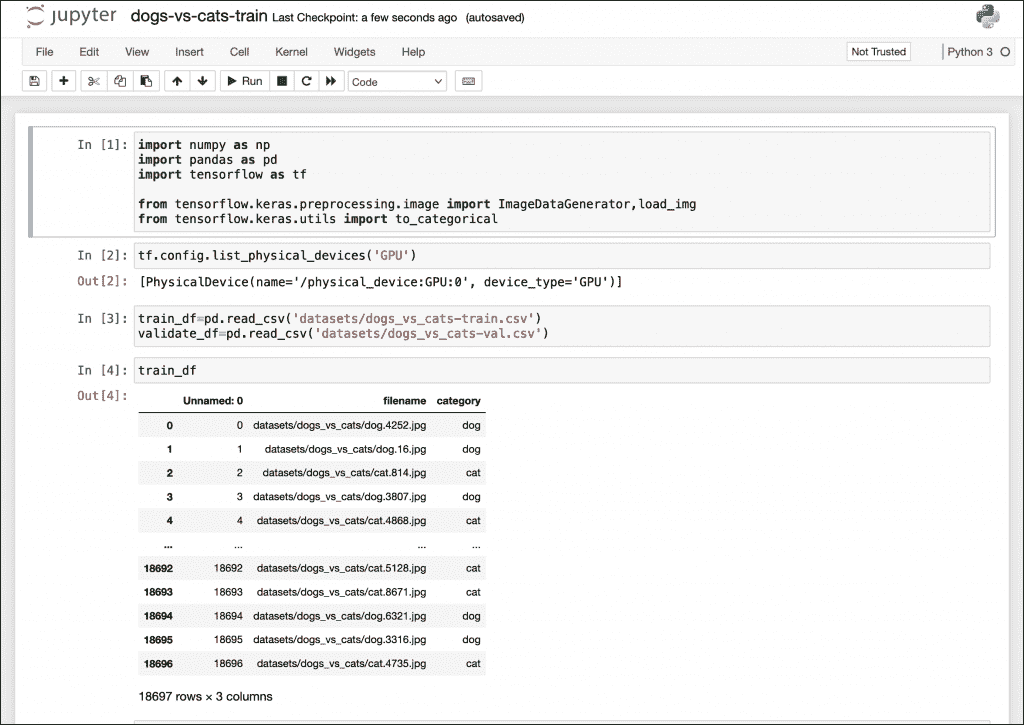 jupyter dogs-vs-cats-train Last Checkpoint: a few seconds ago (autosaved)
File Edit View Insert Cell Kernel Widgets Help Not Trusted Python 3
Run Code
In [1]: import numpy as np
import pandas as pd
import tensorflow as tf
from tensorflow.keras.preprocessing.image import ImageDataGenerator,load_img
from tensorflow.keras.utils import to_categorical
In [2]: tf.config.list_physical_devices('GPU')
Out[2]: [PhysicalDevice(name='/physical_device:GPU:0', device_type='GPU')]
In [3]: train_df=pd.read_csv('datasets/dogs_vs_cats-train.csv')
validate_df=pd.read_csv('datasets/dogs_vs_cats-val.csv')
In [4]: train_df
Out[4]:
Unnamed: 0 filename category
0 0 datasets/dogs_vs_cats/dog.4252.jpg dog
1 1 datasets/dogs_vs_cats/dog.16.jpg dog
2 2 datasets/dogs_vs_cats/cat.814.jpg cat
3 3 datasets/dogs_vs_cats/dog.3807.jpg dog
4 4 datasets/dogs_vs_cats/cat.4868.jpg cat
... ... ... ...
18692 18692 datasets/dogs_vs_cats/cat.5128.jpg cat
18693 18693 datasets/dogs_vs_cats/cat.8671.jpg cat
18694 18694 datasets/dogs_vs_cats/dog.6321.jpg dog
18695 18695 datasets/dogs_vs_cats/dog.3316.jpg dog
18696 18696 datasets/dogs_vs_cats/cat.4735.jpg cat
18697 rows × 3 columns